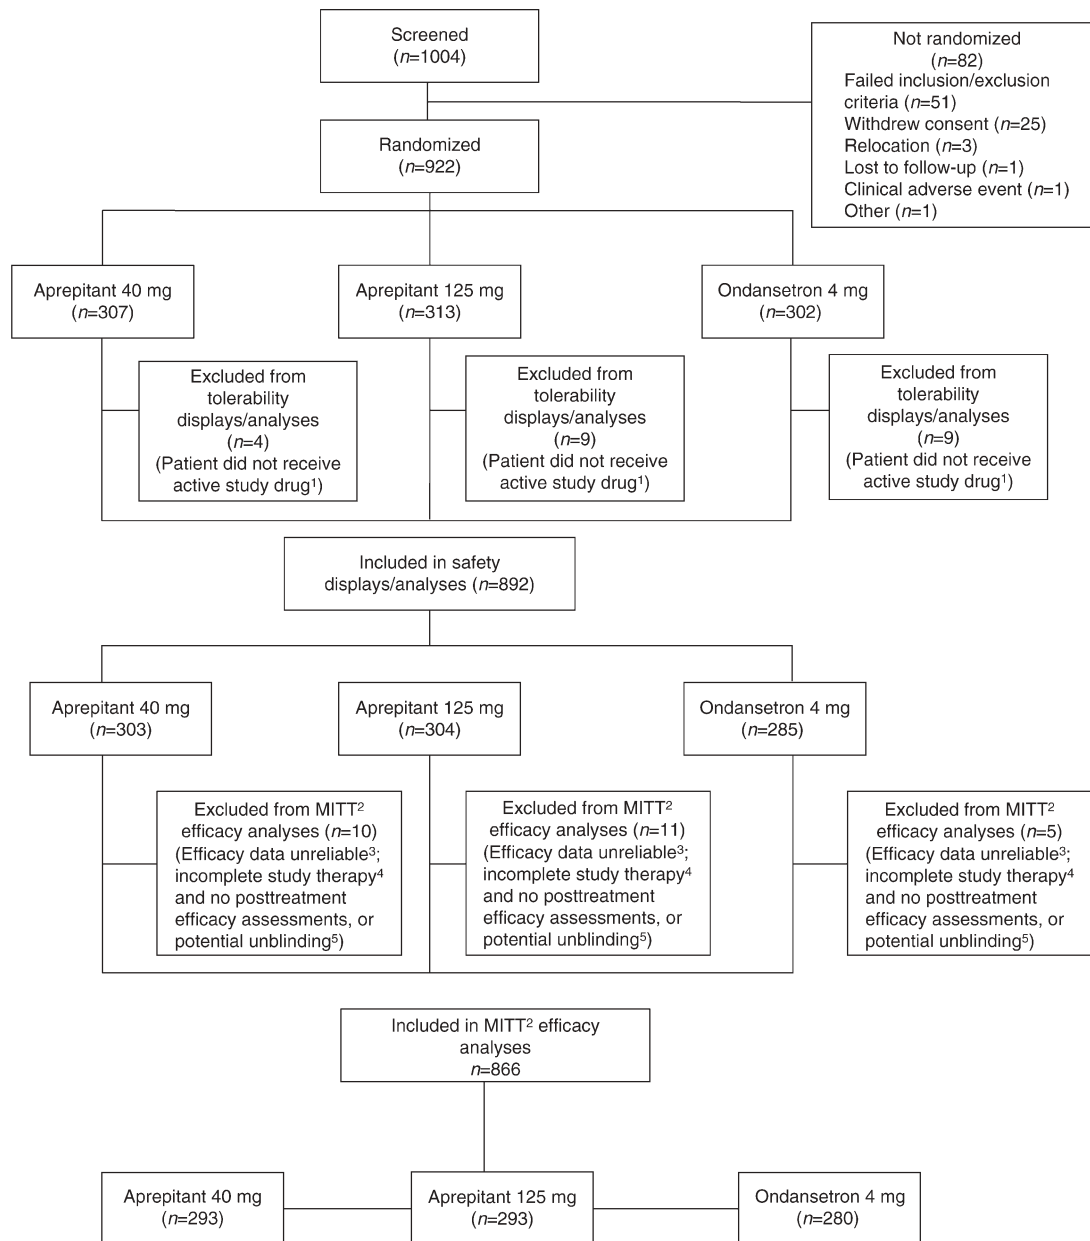 Screened
(n=1004)
Not randomized
(n=82)
Failed inclusion/exclusion
criteria (n=51)
Withdrew consent (n=25)
Relocation (n=3)
Lost to follow-up (n=1)
Clinical adverse event (n=1)
Other (n=1)
Randomized
(n=922)
Aprepitant 40 mg
(n=307)
Aprepitant 125 mg
(n=313)
Ondansetron 4 mg
(n=302)
Excluded from
tolerability
displays/analyses
(n=4)
(Patient did not receive
active study drug¹)
Excluded from
tolerability
displays/analyses
(n=9)
(Patient did not receive
active study drug¹)
Excluded from
tolerability
displays/analyses
(n=9)
(Patient did not receive
active study drug¹)
Included in safety
displays/analyses (n=892)
Aprepitant 40 mg
(n=303)
Aprepitant 125 mg
(n=304)
Ondansetron 4 mg
(n=285)
Excluded from MITT²
efficacy analyses (n=10)
(Efficacy data unreliable³;
incomplete study therapy⁴
and no posttreatment
efficacy assessments, or
potential unblinding⁵)
Excluded from MITT²
efficacy analyses (n=11)
(Efficacy data unreliable³;
incomplete study therapy⁴
and no posttreatment
efficacy assessments, or
potential unblinding⁵)
Excluded from MITT²
efficacy analyses (n=5)
(Efficacy data unreliable³;
incomplete study therapy⁴
and no posttreatment
efficacy assessments, or
potential unblinding⁵)
Included in MITT² efficacy
analyses
n=866
Aprepitant 40 mg
(n=293)
Aprepitant 125 mg
(n=293)
Ondansetron 4 mg
(n=280)